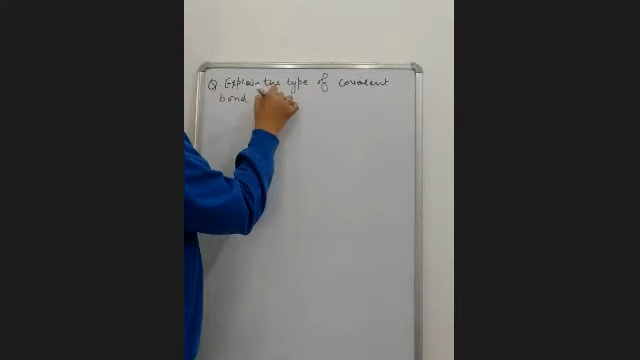 Q. Explain the type of covalent
bond